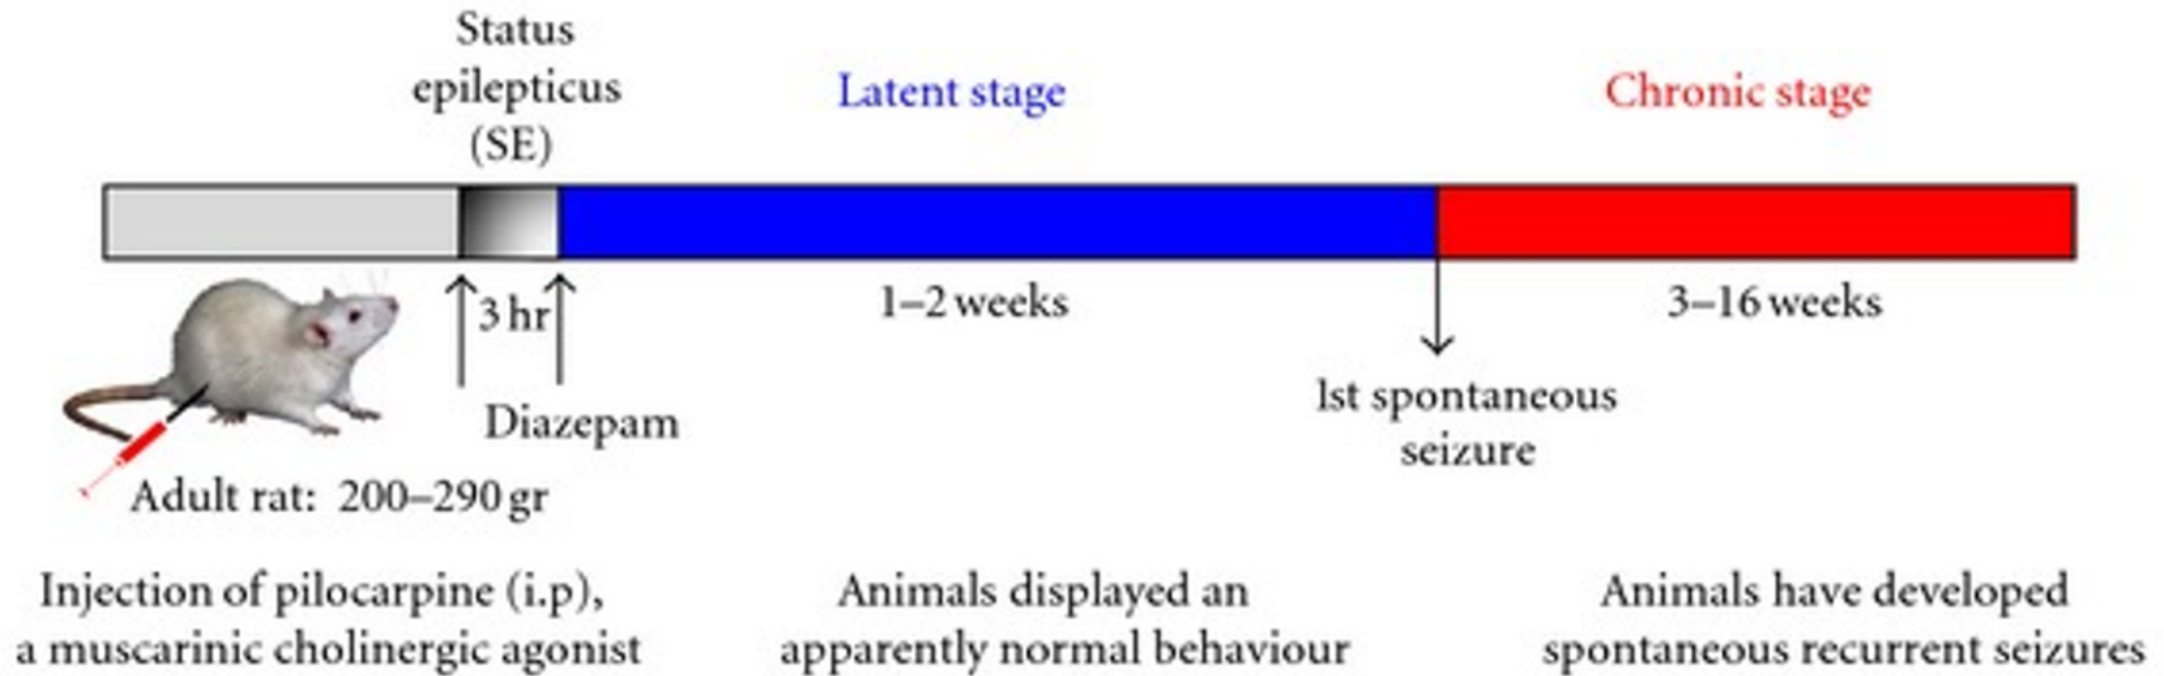 Status
epilepticus
(SE)
Latent stage
Chronic stage
3 hr
1–2 weeks
3–16 weeks
Diazepam
1st spontaneous
seizure
Adult rat: 200–290 gr
Injection of pilocarpine (i.p),
a muscarinic cholinergic agonist
Animals displayed an
apparently normal behaviour
Animals have developed
spontaneous recurrent seizures